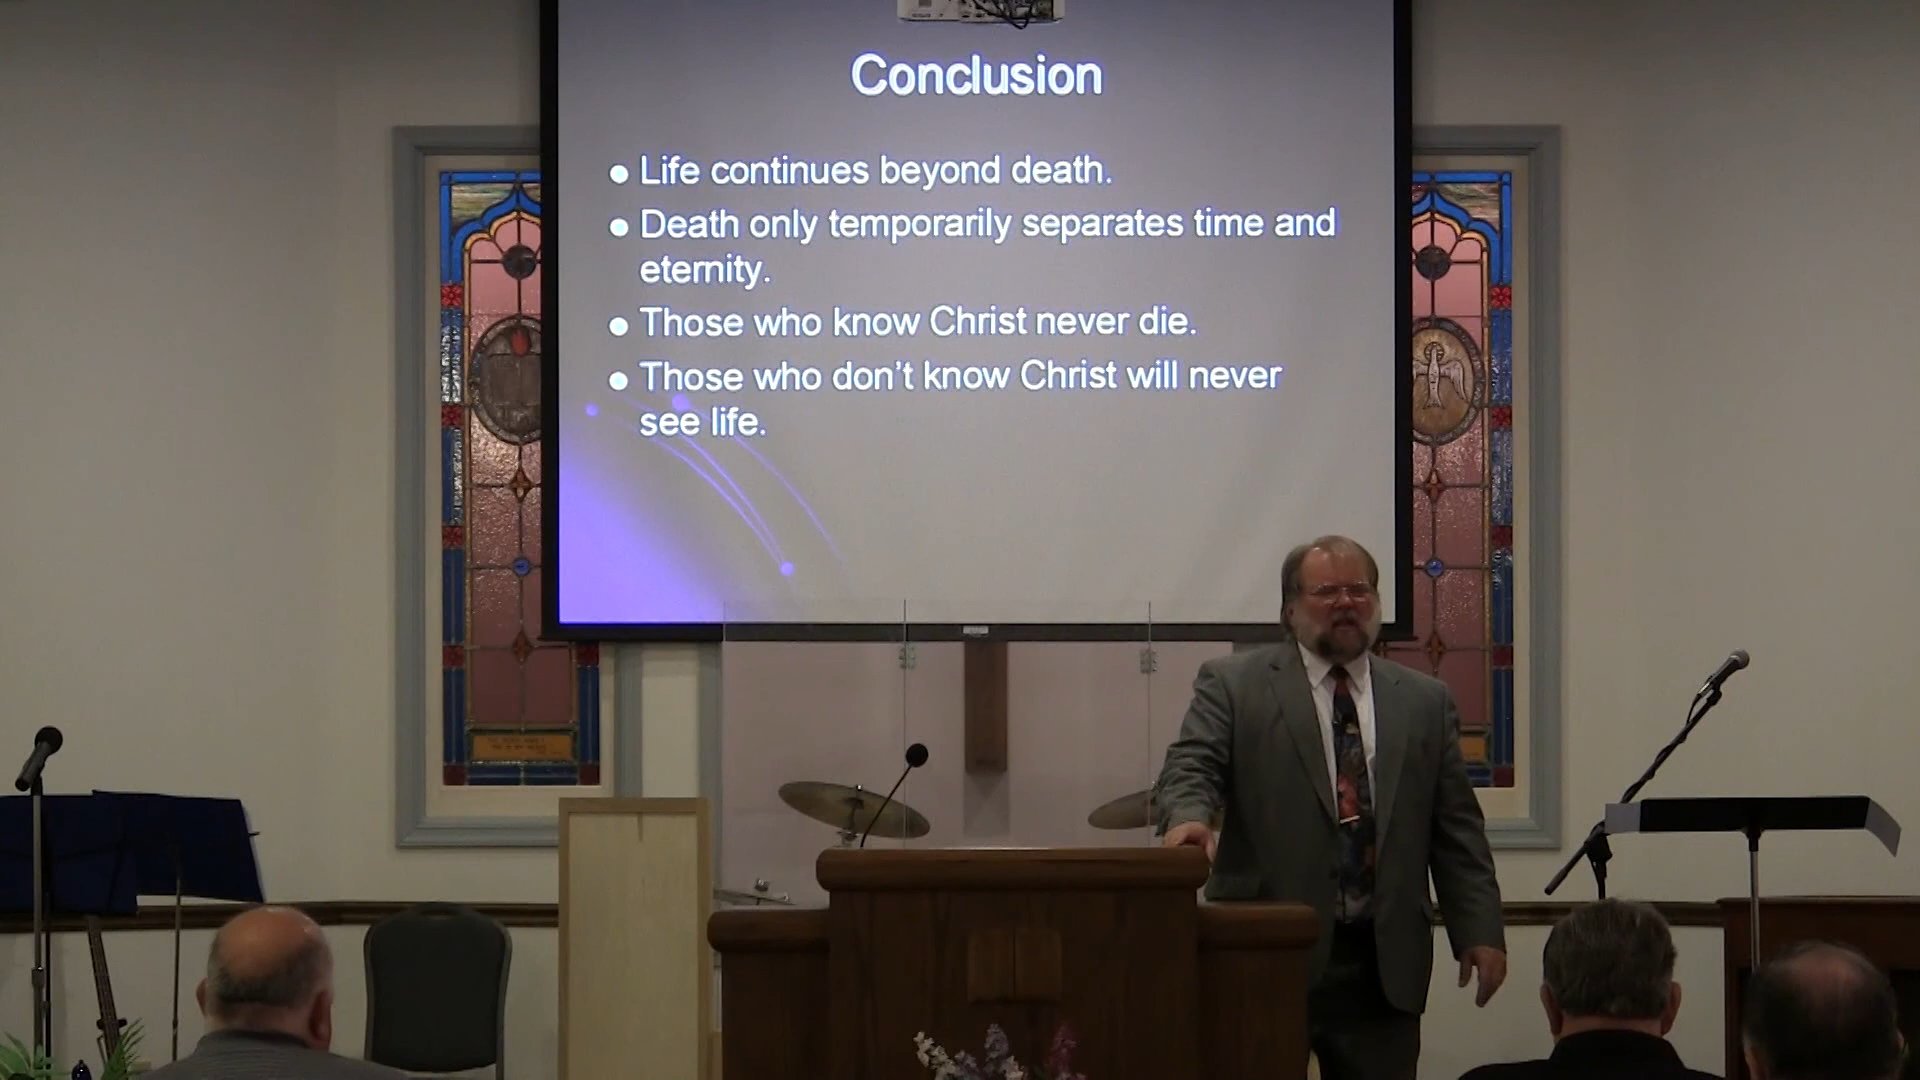 Conclusion
Life continues beyond death.
Death only temporarily separates time and
eternity.
Those who know Christ never die.
Those who don't know Christ will never
see life.